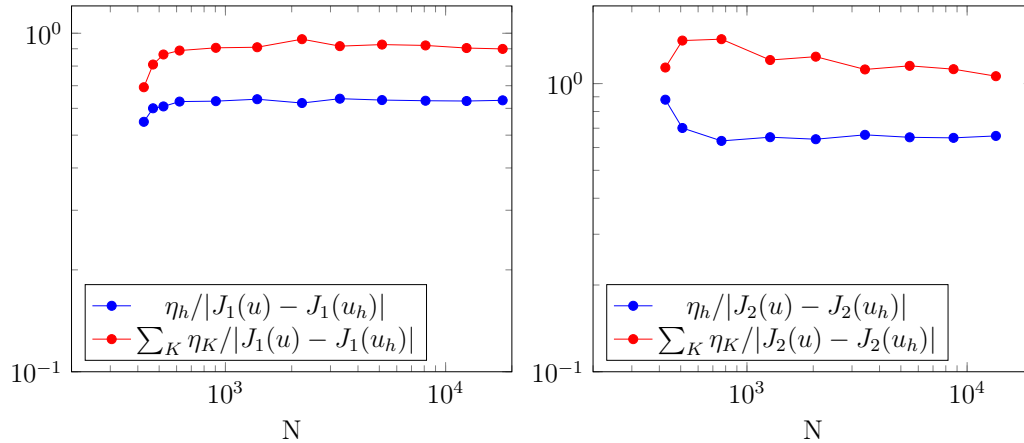 10^0
10^{-1}
10^3
10^4
N
η_h/|J_1(u) − J_1(u_h)|
∑_K η_K/|J_1(u) − J_1(u_h)|
10^0
10^{-1}
10^3
10^4
N
η_h/|J_2(u) − J_2(u_h)|
∑_K η_K/|J_2(u) − J_2(u_h)|